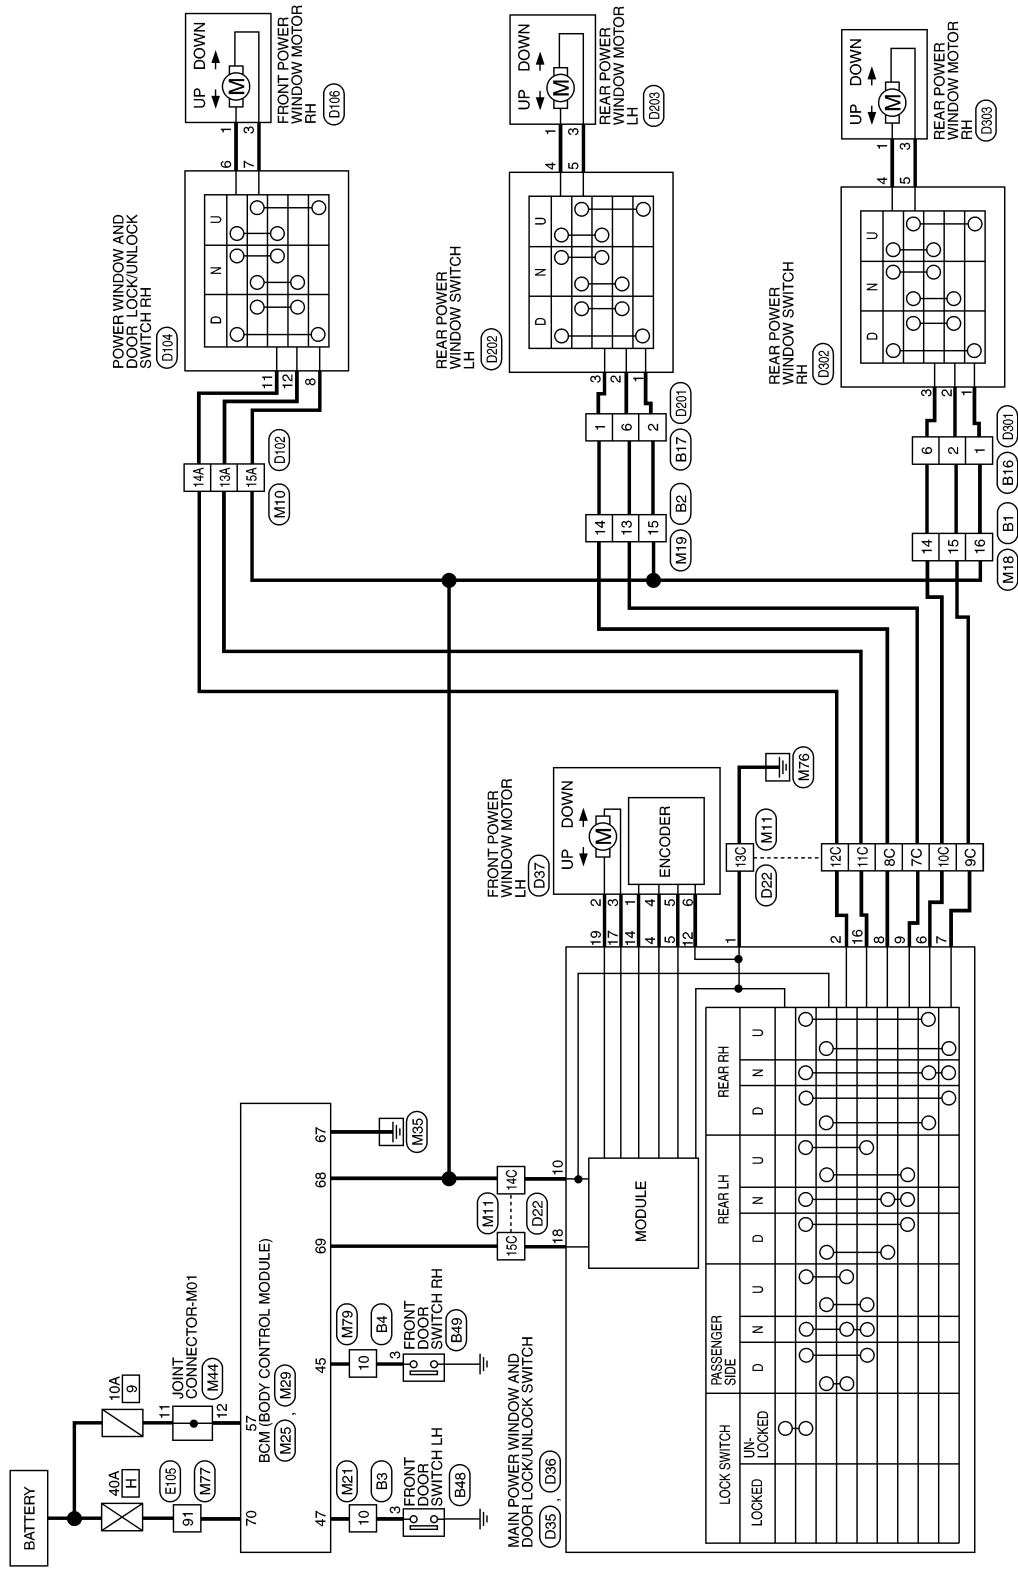 BATTERY
40A
H
10A
9
E105
91
M77
11
JOINT
CONNECTOR-M01
M44
12
70
57
BCM (BODY CONTROL MODULE)
M25 , M29
47
45
69
68
67
M21
10
B3
3
FRONT
DOOR
SWITCH LH
B48
M79
10
B4
3
FRONT
DOOR
SWITCH RH
B49
M35
M11
15C
14C
D22
MAIN POWER WINDOW AND
DOOR LOCK/UNLOCK SWITCH
D35 , D36
18
10
MODULE
LOCK SWITCH
LOCKED
UN-
LOCKED
PASSENGER
SIDE
D
N
U
REAR LH
D
N
U
REAR RH
D
N
U
19
17
14
4
5
12
1
2
16
8
9
6
7
2
3
1
4
5
6
FRONT POWER
WINDOW MOTOR
LH
D37
UP
DOWN
M
ENCODER
D22
13C
M11
M76
12C
11C
8C
7C
10C
9C
14A
13A
15A
M10
D102
POWER WINDOW AND
DOOR LOCK/UNLOCK
SWITCH RH
D104
11
12
8
D
N
U
6
7
1
3
UP
DOWN
M
FRONT POWER
WINDOW MOTOR
RH
D106
14
13
15
M19
B2
1
6
2
B17
D201
REAR POWER
WINDOW SWITCH
LH
D202
3
2
1
D
N
U
4
5
1
3
UP
DOWN
M
REAR POWER
WINDOW MOTOR
LH
D203
14
15
16
M18
B1
6
2
1
B16
D301
REAR POWER
WINDOW SWITCH
RH
D302
3
2
1
D
N
U
4
5
1
3
UP
DOWN
M
REAR POWER
WINDOW MOTOR
RH
D303